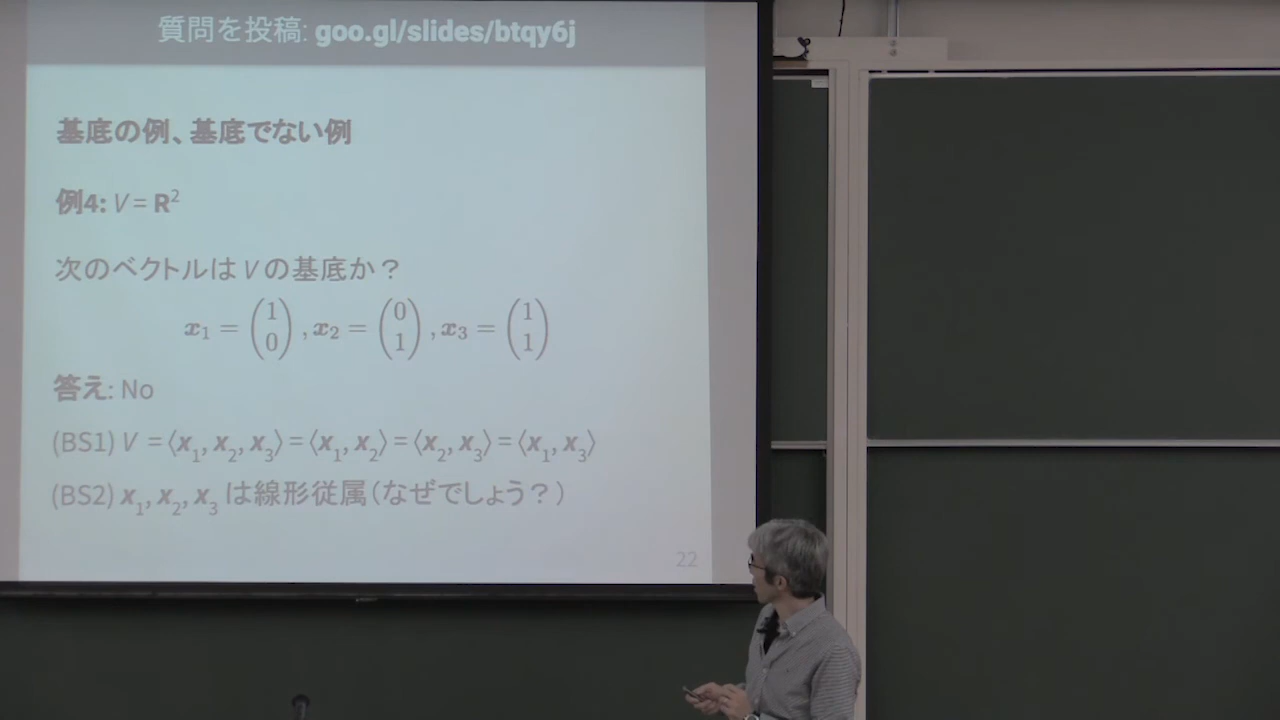 質問を投稿: goo.gl/slides/btqy6j
基底の例、基底でない例
例4: V = R²
次のベクトルは V の基底か？
x₁ = (1 0), x₂ = (0 1), x₃ = (1 1)
答え: No
(BS1) V = ⟨x₁, x₂, x₃⟩ = ⟨x₁, x₂⟩ = ⟨x₂, x₃⟩ = ⟨x₁, x₃⟩
(BS2) x₁, x₂, x₃ は線形従属（なぜでしょう？）
22